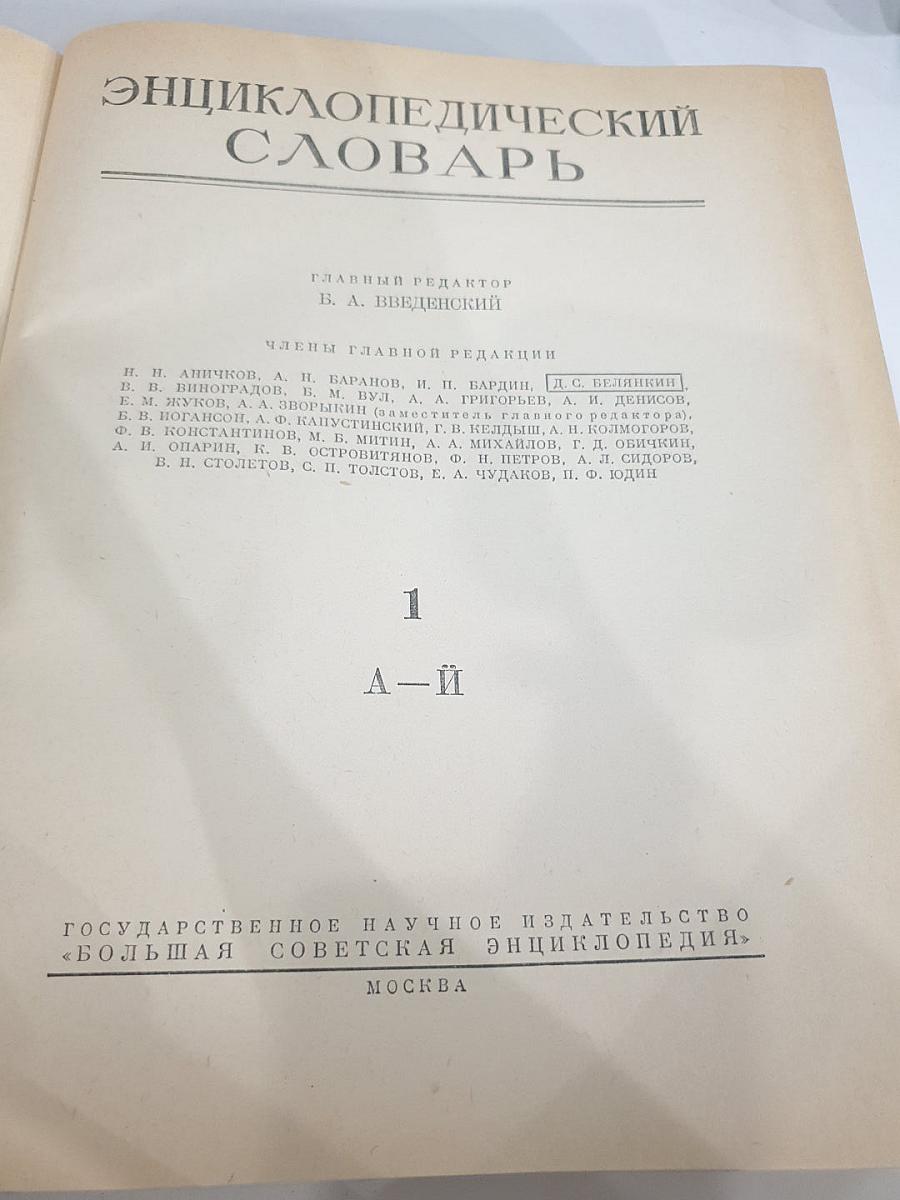 ЭНЦИКЛОПЕДИЧЕСКИЙ
СЛОВАРЬ
ГЛАВНЫЙ РЕДАКТОР
Б. А. ВВЕДЕНСКИЙ
ЧЛЕНЫ ГЛАВНОЙ РЕДАКЦИИ
Н. Н. АНИЧКОВ, А. Н. БАРАНОВ, И. П. БАРДИН, Д. С. БЕЛЯНКИН,
В. В. ВИНОГРАДОВ, Б. М. ВУЛ, А. А. ГРИГОРЬЕВ, А. И. ДЕНИСОВ,
Е. М. ЖУКОВ, А. А. ЗВОРЫКИН (заместитель главного редактора),
Б. В. ИОГАНСОН, А. Ф. КАПУСТИНСКИЙ, Г. В. КЕЛДЫШ, А. Н. КОЛМОГОРОВ,
Ф. В. КОНСТАНТИНОВ, М. Б. МИТИН, А. А. МИХАЙЛОВ, Г. Д. ОБИЧКИН,
А. И. ОПАРИН, К. В. ОСТРОВИТЯНОВ, Ф. Н. ПЕТРОВ, А. Л. СИДОРОВ,
В. Н. СТОЛЕТОВ, С. П. ТОЛСТОВ, Е. А. ЧУДАКОВ, П. Ф. ЮДИН
1
А—Й
ГОСУДАРСТВЕННОЕ НАУЧНОЕ ИЗДАТЕЛЬСТВО
«БОЛЬШАЯ СОВЕТСКАЯ ЭНЦИКЛОПЕДИЯ»
МОСКВА